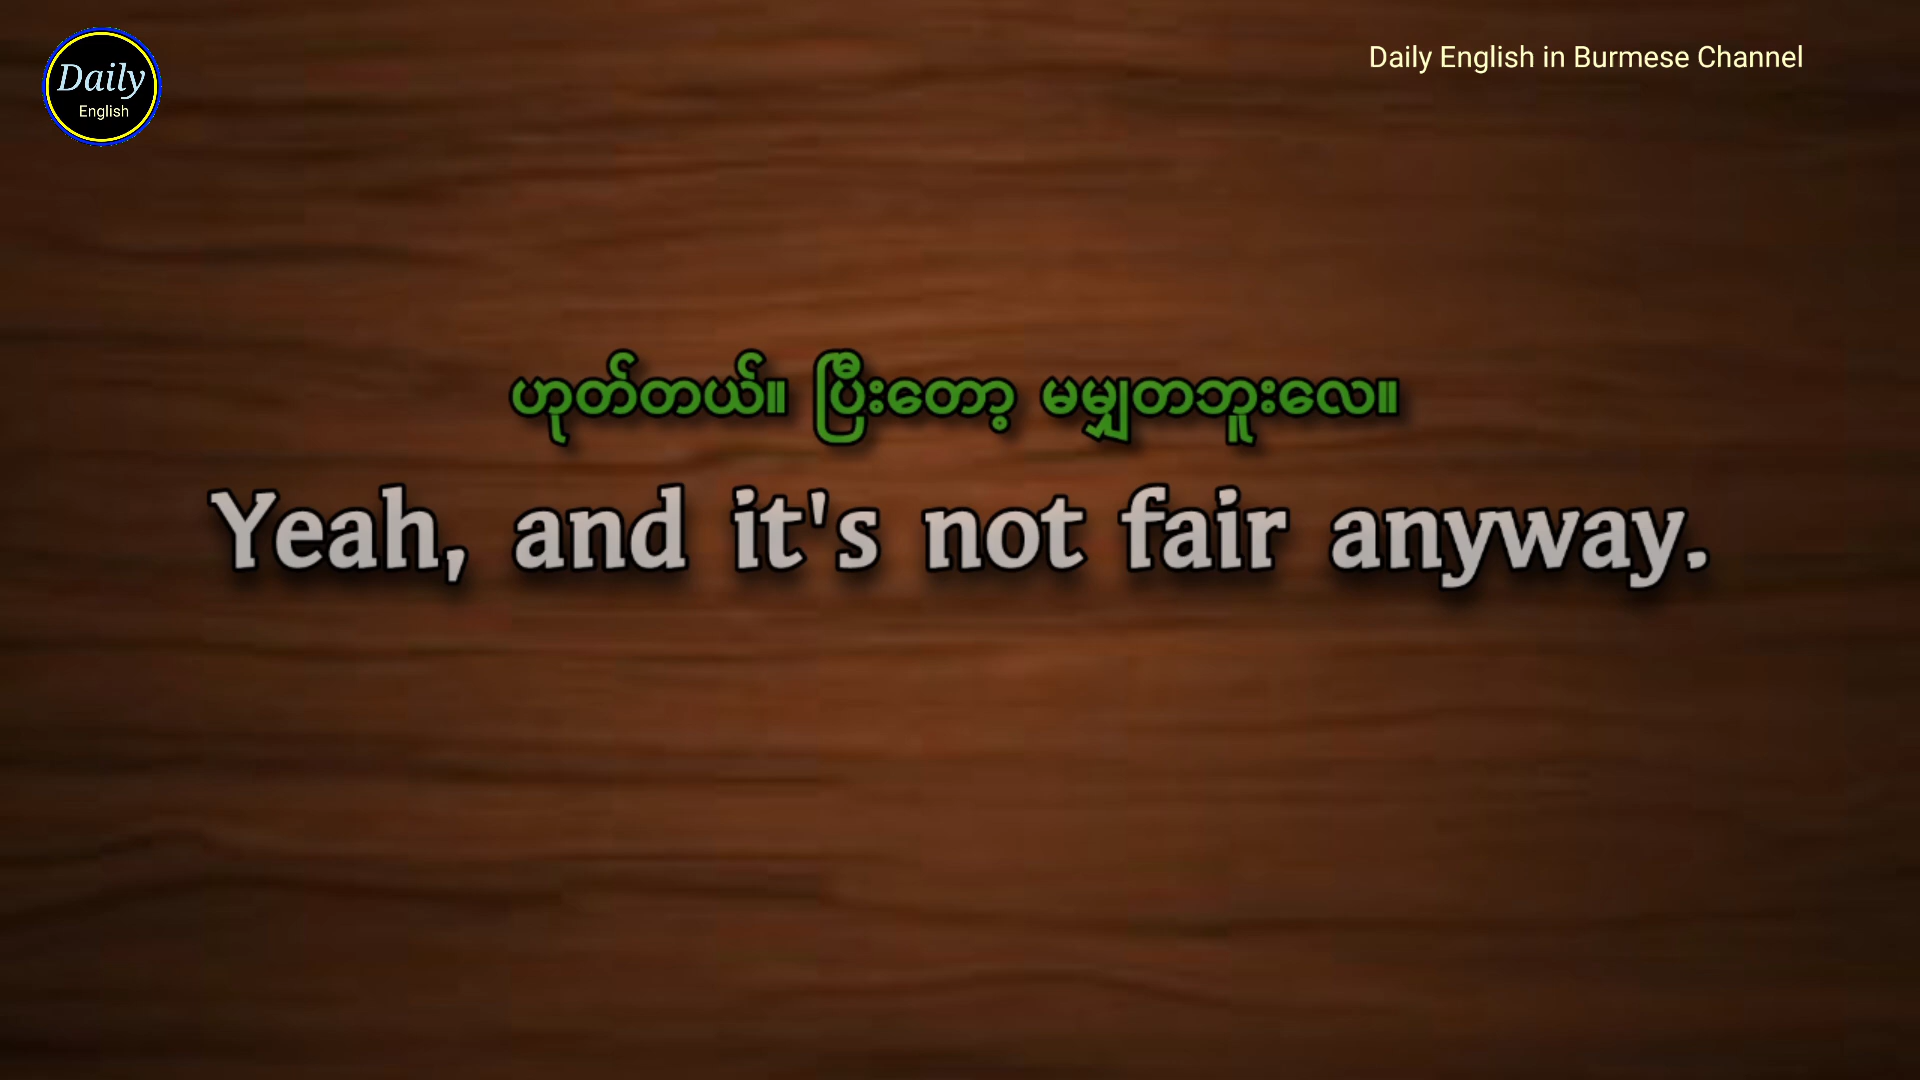 Daily
English
Daily English in Burmese Channel
ဟုတ်တယ်။ ပြီးတော့ မမျှတဘူးလေ။
Yeah, and it's not fair anyway.